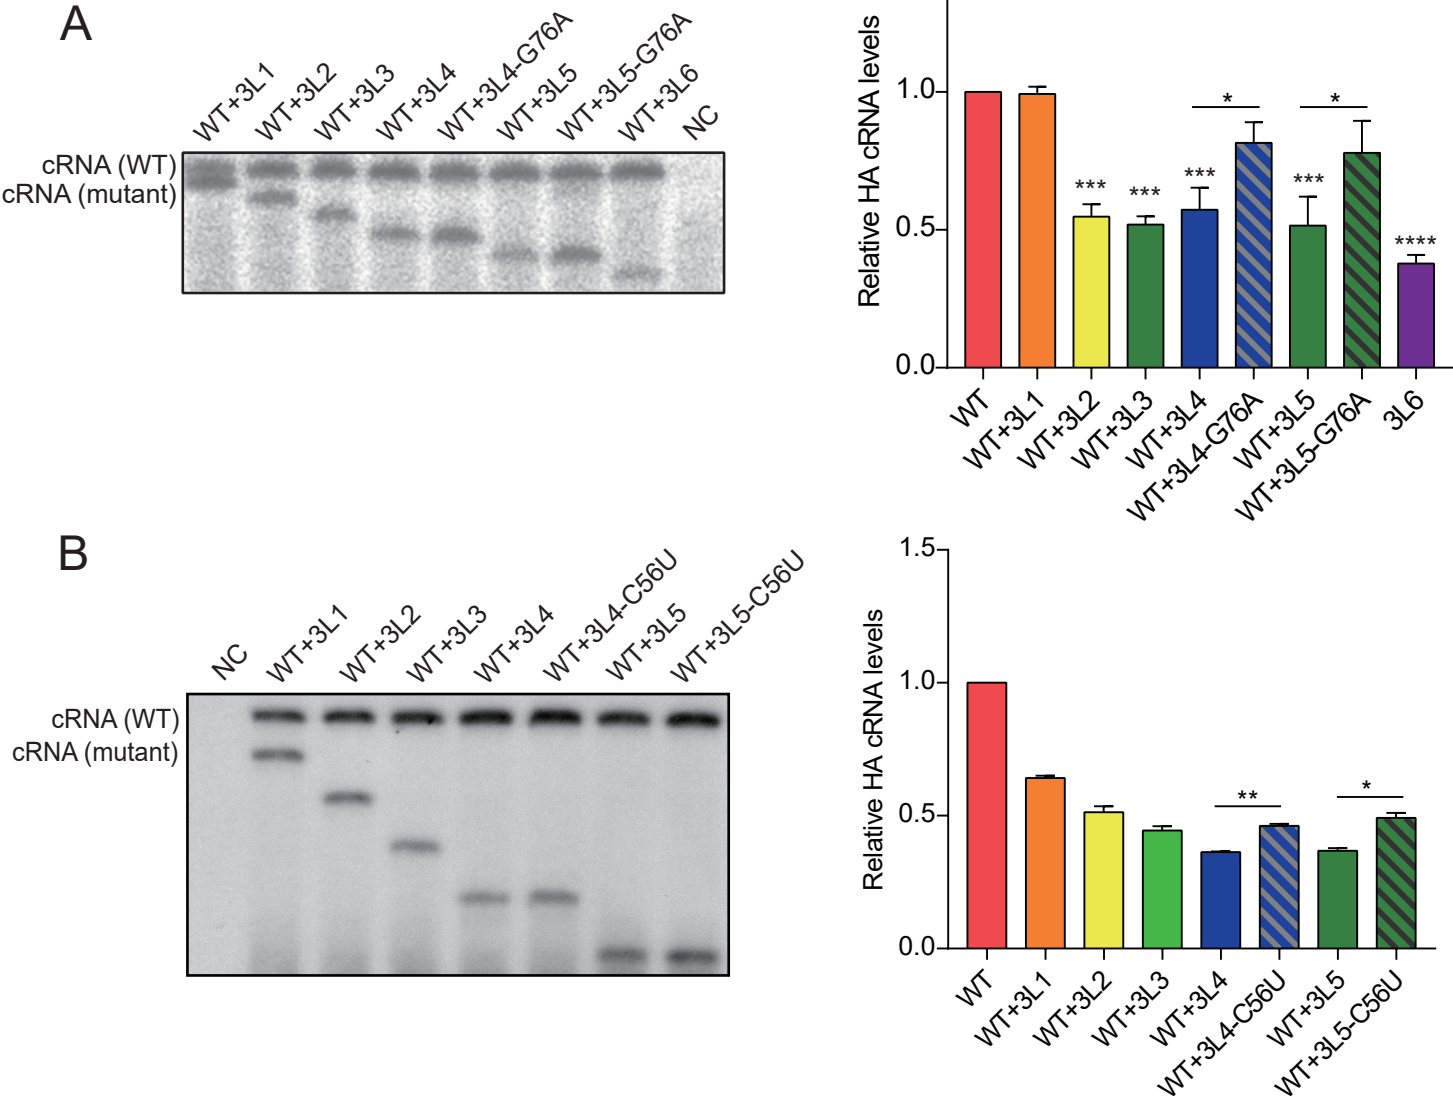 A
WT+3L1
WT+3L2
WT+3L3
WT+3L4
WT+3L4-G76A
WT+3L5
WT+3L5-G76A
WT+3L6
NC
cRNA (WT)
cRNA (mutant)
Relative HA cRNA levels
1.0
0.5
0.0
***
***
***
*
***
*
****
WT
WT+3L1
WT+3L2
WT+3L3
WT+3L4
WT+3L4-G76A
WT+3L5
WT+3L5-G76A
3L6
B
NC
WT+3L1
WT+3L2
WT+3L3
WT+3L4
WT+3L4-C56U
WT+3L5
WT+3L5-C56U
cRNA (WT)
cRNA (mutant)
Relative HA cRNA levels
1.5
1.0
0.5
0.0
**
*
WT
WT+3L1
WT+3L2
WT+3L3
WT+3L4
WT+3L4-C56U
WT+3L5
WT+3L5-C56U